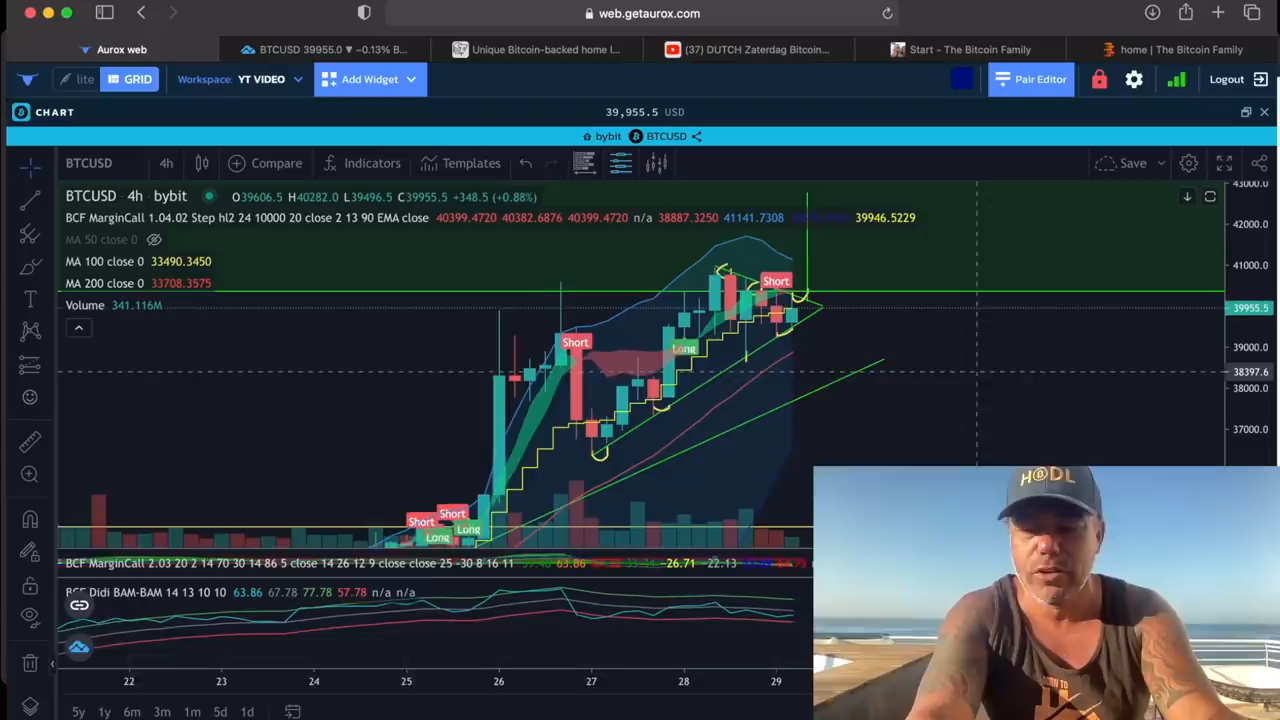 web.getaurox.com
Aurox web
BTCUSD 39955.0 ▼ −0.13% B...
Unique Bitcoin-backed home l...
(37) DUTCH Zaterdag Bitcoin...
Start - The Bitcoin Family
home | The Bitcoin Family
lite
GRID
Workspace: YT VIDEO
Add Widget
Pair Editor
Logout
CHART
39,955.5 USD
bybit BTCUSD
BTCUSD
4h
Compare
Indicators
Templates
Save
BTCUSD · 4h · bybit
O39606.5 H40282.0 L39496.5 C39955.5 +348.5 (+0.88%)
BCF MarginCall 1.04.02 Step hl2 24 10000 20 close 2 13 90 EMA close 40399.4720 40382.6876 40399.4720 n/a 38887.3250 41141.7308 39946.5229
MA 50 close 0
MA 100 close 0 33490.3450
MA 200 close 0 33708.3575
Volume 341.116M
43000.0
42000.0
41000.0
39955.5
39000.0
38397.6
38000.0
37000.0
Short
Short
Long
Short
Short
Long
Long
BCF MarginCall 2.03 20 2 14 70 30 14 86 5 close 14 26 12 9 close close 25 -30 8 16 11 63.86 −26.71 −22.13
BCF Didi BAM-BAM 14 13 10 10 63.86 67.78 77.78 57.78 n/a n/a
22
23
24
25
26
27
28
29
5y
1y
6m
3m
1m
5d
1d
HODL